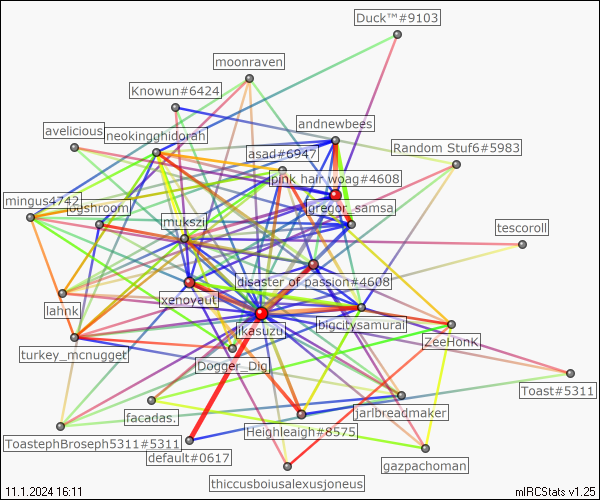 Duck™#9103
moonraven
Knowun#6424
andnewbees
avelicious
neokingghidorah
Random Stuf6#5983
asad#6947
pink hair woag#4608
mingus4742
ogshroom
gregor_samsa
mukszi
tescoroll
disaster of passion#4608
xenoyaut
lahnk
jikasuzu
bigcitysamurai
ZeeHonK
turkey_mcnugget
Dogger_Dig
Toast#5311
facadas.
jarlbreadmaker
Heighleaigh#8575
ToastephBroseph5311#5311
default#0617
gazpachoman
thiccusboiusalexusjoneus
11.1.2024 16:11
mIRCStats v1.25